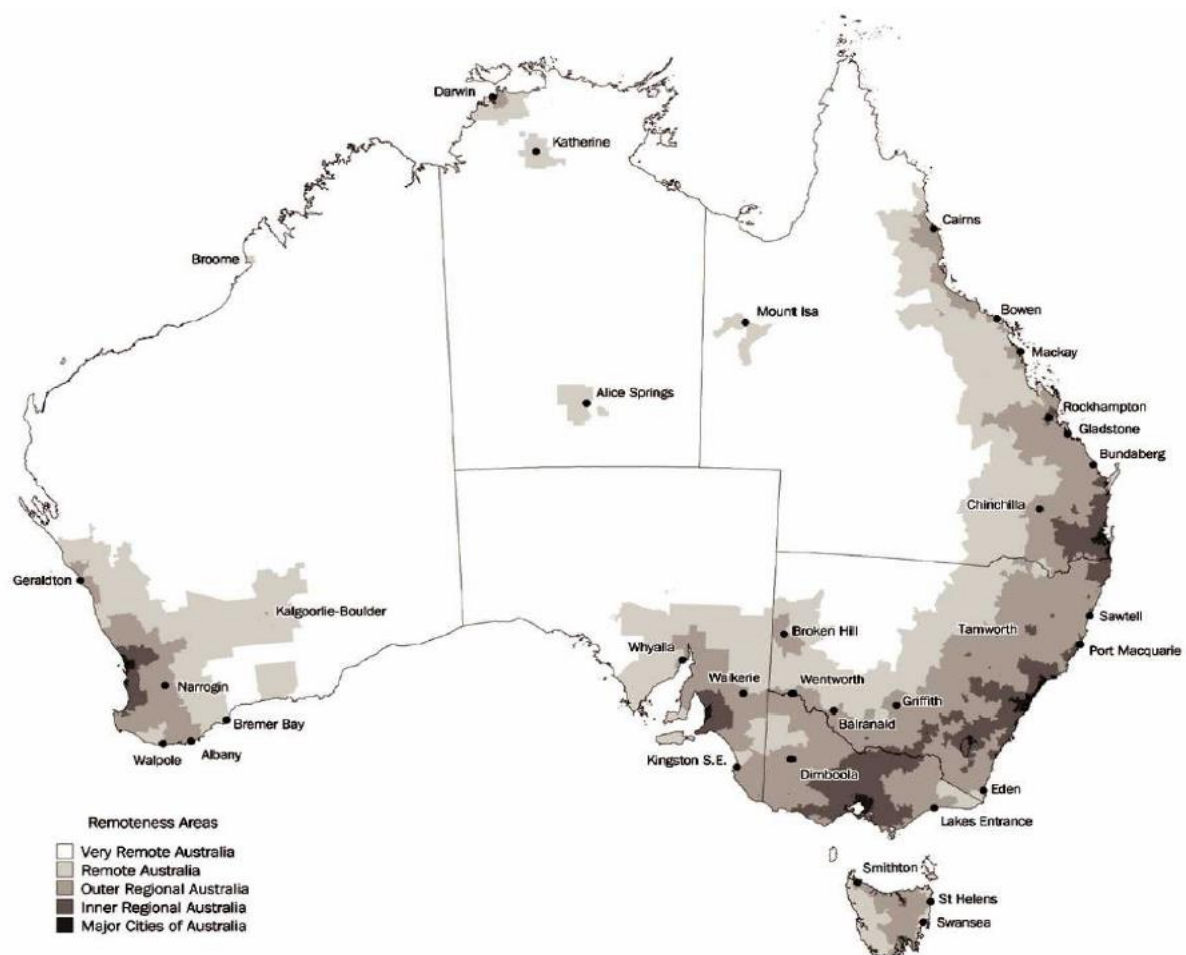 Darwin
Katherine
Cairns
Broome
Mount Isa
Bowen
Mackay
Alice Springs
Rockhampton
Gladstone
Bundaberg
Chinchilla
Geraldton
Kalgoorlie-Boulder
Sawtell
Tamworth
Broken Hill
Whyalla
Port Macquarie
Waikerie
Wentworth
Narrogin
Griffith
Balranald
Bremer Bay
Albany
Walpole
Kingston S.E.
Dimboola
Eden
Lakes Entrance
Remoteness Areas
Very Remote Australia
Remote Australia
Outer Regional Australia
Inner Regional Australia
Major Cities of Australia
Smithton
St Helens
Swansea